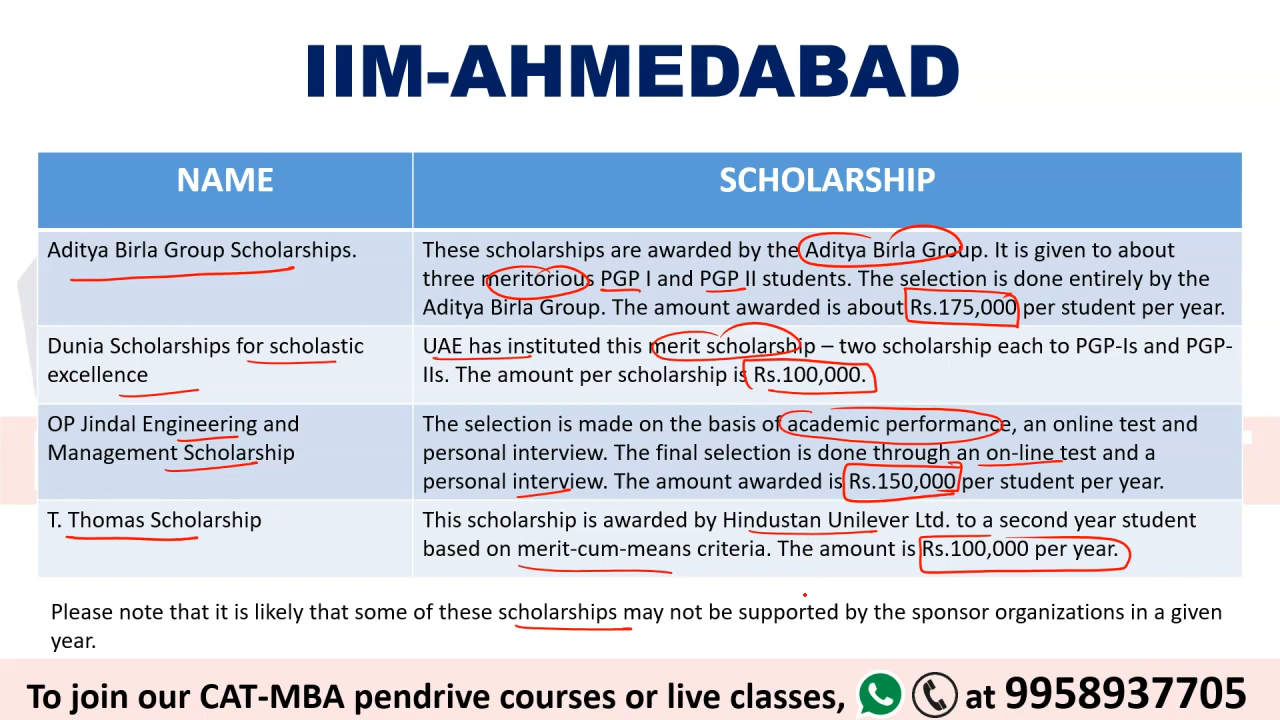 IIM-AHMEDABAD
NAME
SCHOLARSHIP
Aditya Birla Group Scholarships.
These scholarships are awarded by the Aditya Birla Group. It is given to about
three meritorious PGP I and PGP II students. The selection is done entirely by the
Aditya Birla Group. The amount awarded is about Rs.175,000 per student per year.
Dunia Scholarships for scholastic
excellence
UAE has instituted this merit scholarship – two scholarship each to PGP-Is and PGP-
IIs. The amount per scholarship is Rs.100,000.
OP Jindal Engineering and
Management Scholarship
The selection is made on the basis of academic performance, an online test and
personal interview. The final selection is done through an on-line test and a
personal interview. The amount awarded is Rs.150,000 per student per year.
T. Thomas Scholarship
This scholarship is awarded by Hindustan Unilever Ltd. to a second year student
based on merit-cum-means criteria. The amount is Rs.100,000 per year.
Please note that it is likely that some of these scholarships may not be supported by the sponsor organizations in a given
year.
To join our CAT-MBA pendrive courses or live classes, at 9958937705